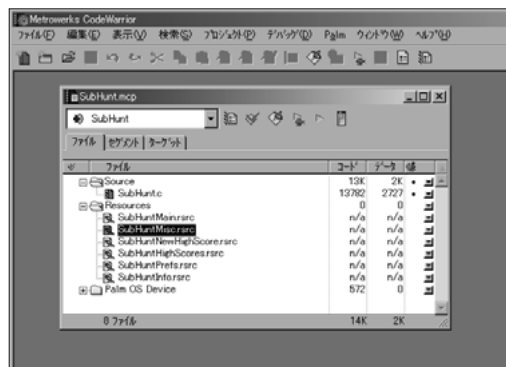 Metrowerks CodeWarrior
ファイル(F) 編集(E) 表示(V) 検索(S) プロジェクト(P) デバッグ(D) Palm ウィンドウ(W) ヘルプ(H)
SubHunt.mcp
SubHunt
ファイル セグメント ターゲット
ファイル コード データ
Source 13K 2K
SubHunt.c 13782 2727
Resources 0 0
SubHuntMain.rsrc n/a n/a
SubHuntMisc.rsrc n/a n/a
SubHuntNewHighScore.rsrc n/a n/a
SubHuntHighScores.rsrc n/a n/a
SubHuntPrefs.rsrc n/a n/a
SubHuntInfo.rsrc n/a n/a
Palm OS Device 572 0
8 ファイル 14K 2K